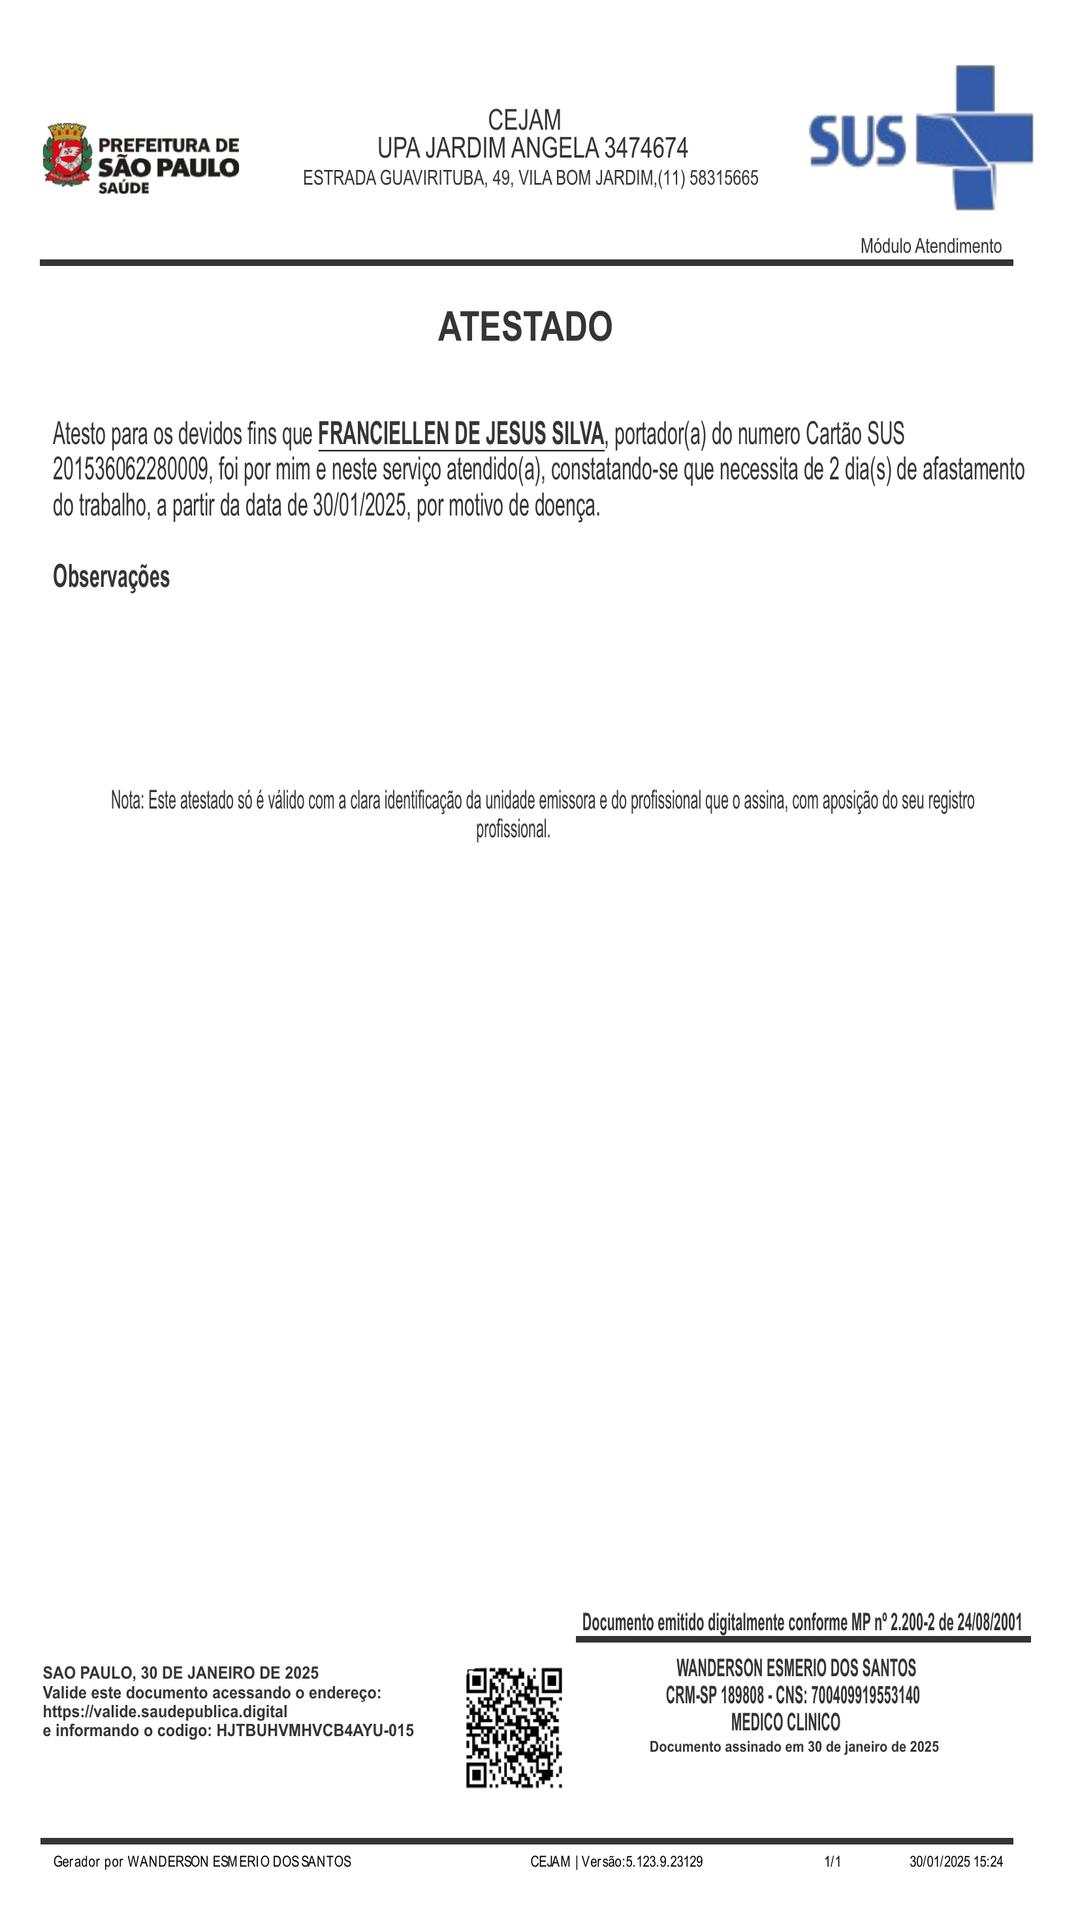 CEJAM
UPA JARDIM ANGELA 3474674
ESTRADA GUAVIRITUBA, 49, VILA BOM JARDIM,(11) 58315665
PREFEITURA DE
SÃO PAULO
SAÚDE
SUS
Módulo Atendimento
ATESTADO
Atesto para os devidos fins que FRANCIELLEN DE JESUS SILVA, portador(a) do numero Cartão SUS
201536062280009, foi por mim e neste serviço atendido(a), constatando-se que necessita de 2 dia(s) de afastamento
do trabalho, a partir da data de 30/01/2025, por motivo de doença.
Observações
Nota: Este atestado só é válido com a clara identificação da unidade emissora e do profissional que o assina, com aposição do seu registro
profissional.
Documento emitido digitalmente conforme MP nº 2.200-2 de 24/08/2001
SAO PAULO, 30 DE JANEIRO DE 2025
Valide este documento acessando o endereço:
https://valide.saudepublica.digital
e informando o codigo: HJTBUHVMHVCB4AYU-015
WANDERSON ESMERIO DOS SANTOS
CRM-SP 189808 - CNS: 700409919553140
MEDICO CLINICO
Documento assinado em 30 de janeiro de 2025
Gerador por WANDERSON ESMERIO DOS SANTOS CEJAM | Versão:5.123.9.23129 1/1 30/01/2025 15:24